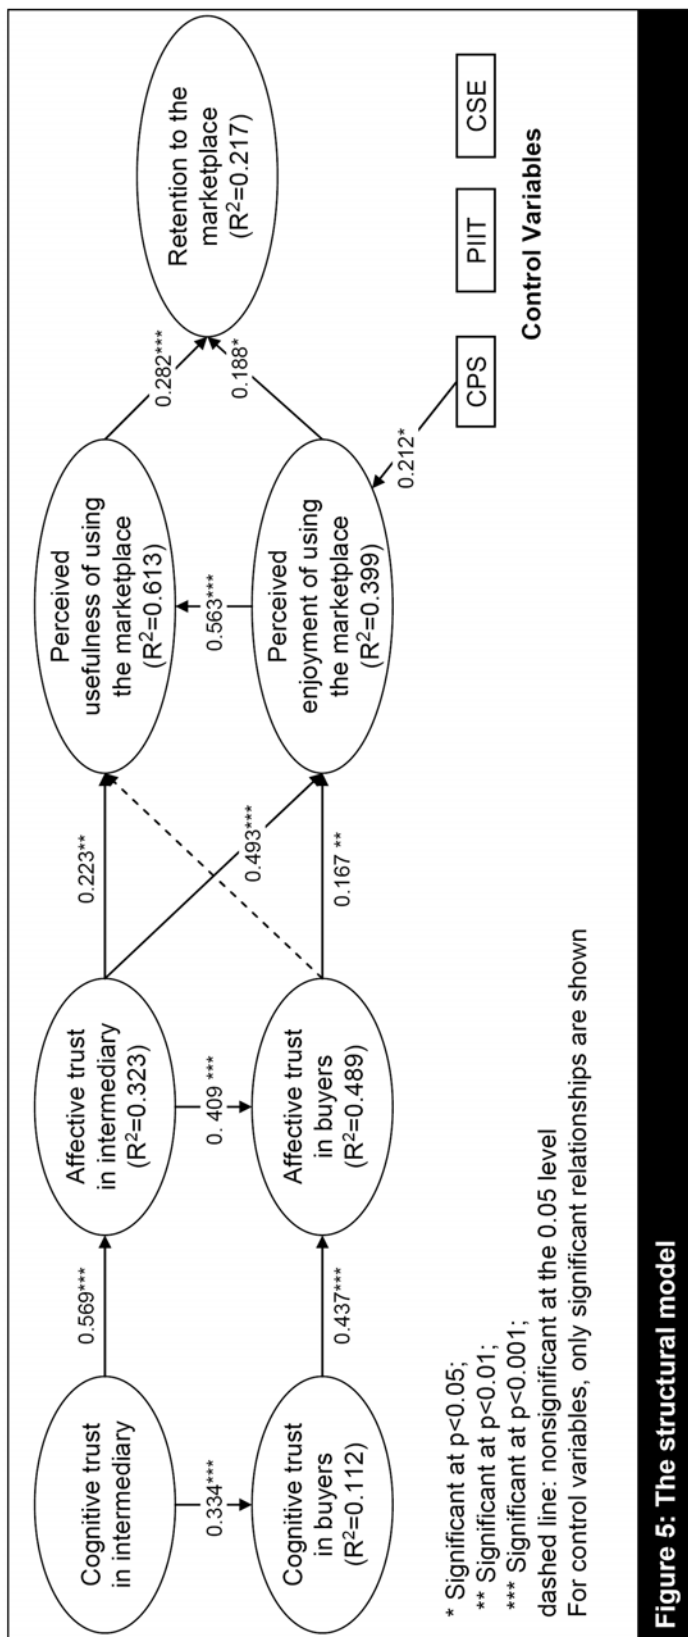 Cognitive trust
in intermediary
0.569***
Affective trust
in intermediary
(R²=0.323)
0.223**
Perceived
usefulness of using
the marketplace
(R²=0.613)
0.282***
Retention to the
marketplace
(R²=0.217)
0.334***
0. 409 ***
0.493***
0.563***
0.188*
Cognitive trust
in buyers
(R²=0.112)
0.437***
Affective trust
in buyers
(R²=0.489)
0.167 **
Perceived
enjoyment of using
the marketplace
(R²=0.399)
0.212*
CPS
PIIT
CSE
Control Variables
* Significant at p<0.05;
** Significant at p<0.01;
*** Significant at p<0.001;
dashed line: nonsignificant at the 0.05 level
For control variables, only significant relationships are shown
Figure 5: The structural model